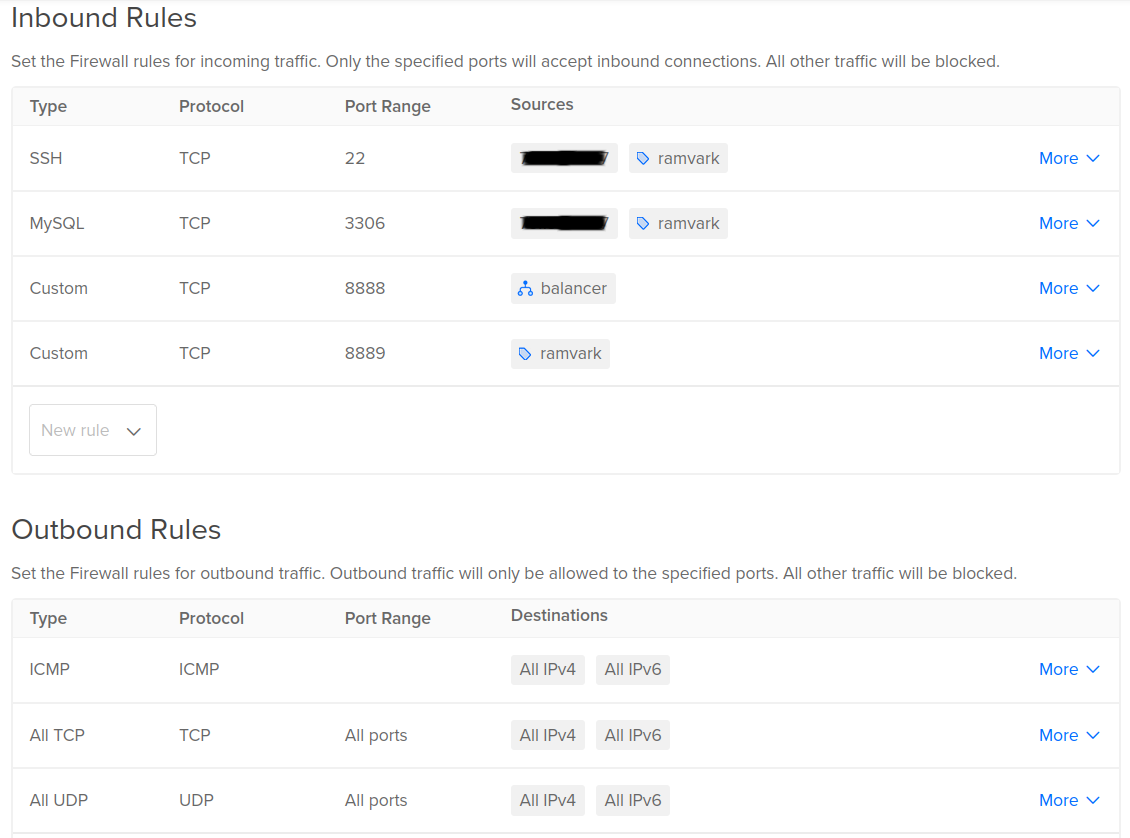 Inbound Rules
Set the Firewall rules for incoming traffic. Only the specified ports will accept inbound connections. All other traffic will be blocked.
Type Protocol Port Range Sources
SSH TCP 22 ramvark More
MySQL TCP 3306 ramvark More
Custom TCP 8888 balancer More
Custom TCP 8889 ramvark More
New rule
Outbound Rules
Set the Firewall rules for outbound traffic. Outbound traffic will only be allowed to the specified ports. All other traffic will be blocked.
Type Protocol Port Range Destinations
ICMP ICMP All IPv4 All IPv6 More
All TCP TCP All ports All IPv4 All IPv6 More
All UDP UDP All ports All IPv4 All IPv6 More